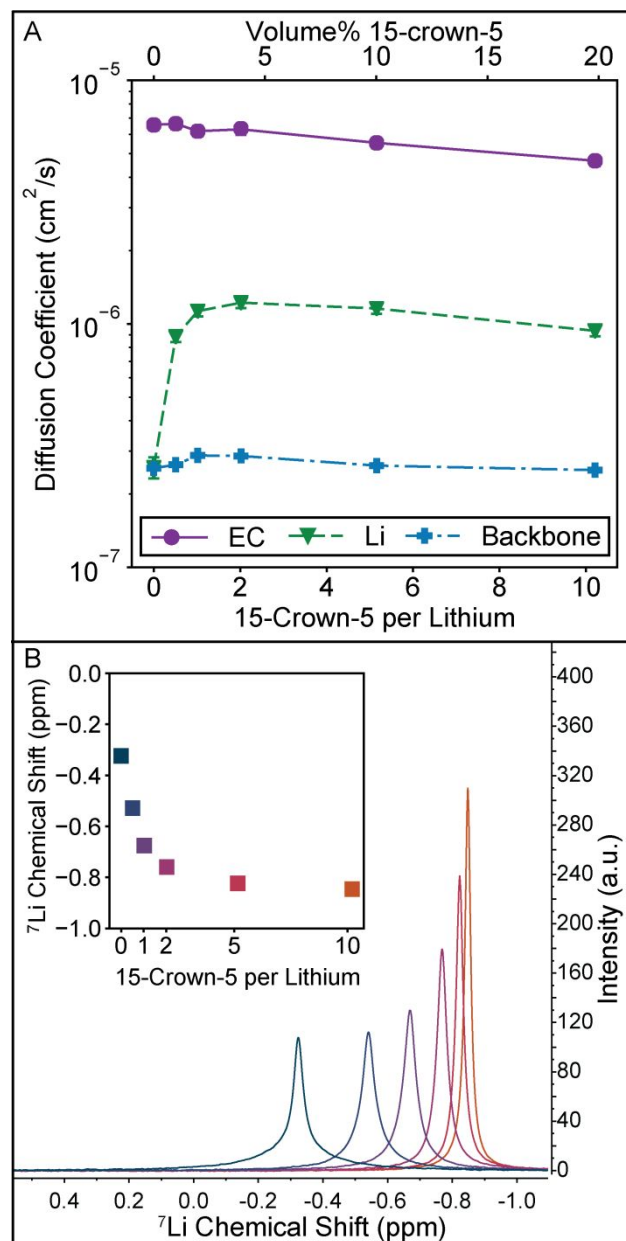 A
Volume% 15-crown-5
0 5 10 15 20
10⁻⁵
10⁻⁶
10⁻⁷
Diffusion Coefficient (cm²/s)
EC Li Backbone
0 2 4 6 8 10
15-Crown-5 per Lithium
B
0.0
−0.2
−0.4
−0.6
−0.8
−1.0
⁷Li Chemical Shift (ppm)
0 1 2 5 10
15-Crown-5 per Lithium
400
360
320
280
240
200
160
120
80
40
0
Intensity (a.u.)
0.4 0.2 0.0 -0.2 -0.4 -0.6 -0.8 -1.0
⁷Li Chemical Shift (ppm)